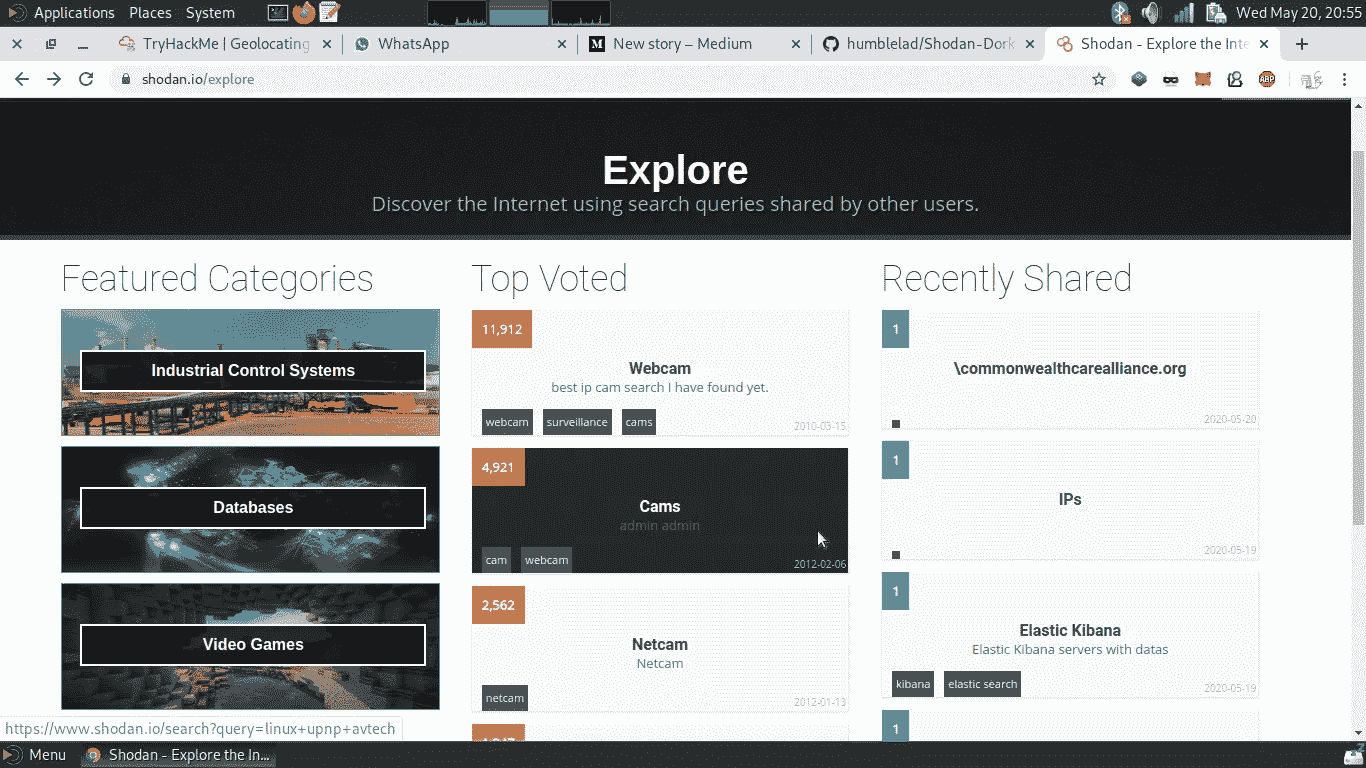 Applications Places System Wed May 20, 20:55
TryHackMe | Geolocating WhatsApp New story – Medium humblelad/Shodan-Dork Shodan - Explore the Inte
shodan.io/explore ABP
Explore
Discover the Internet using search queries shared by other users.
Featured Categories
Industrial Control Systems
Databases
Video Games
Top Voted
11,912
Webcam
best ip cam search I have found yet.
webcam surveillance cams 2010-03-15
4,921
Cams
admin admin
cam webcam 2012-02-06
2,562
Netcam
Netcam
netcam 2012-01-13
Recently Shared
1
\commonwealthcarealliance.org
2020-05-20
1
IPs
2020-05-19
1
Elastic Kibana
Elastic Kibana servers with datas
kibana elastic search 2020-05-19
1
https://www.shodan.io/search?query=linux+upnp+avtech
Menu Shodan - Explore the In...